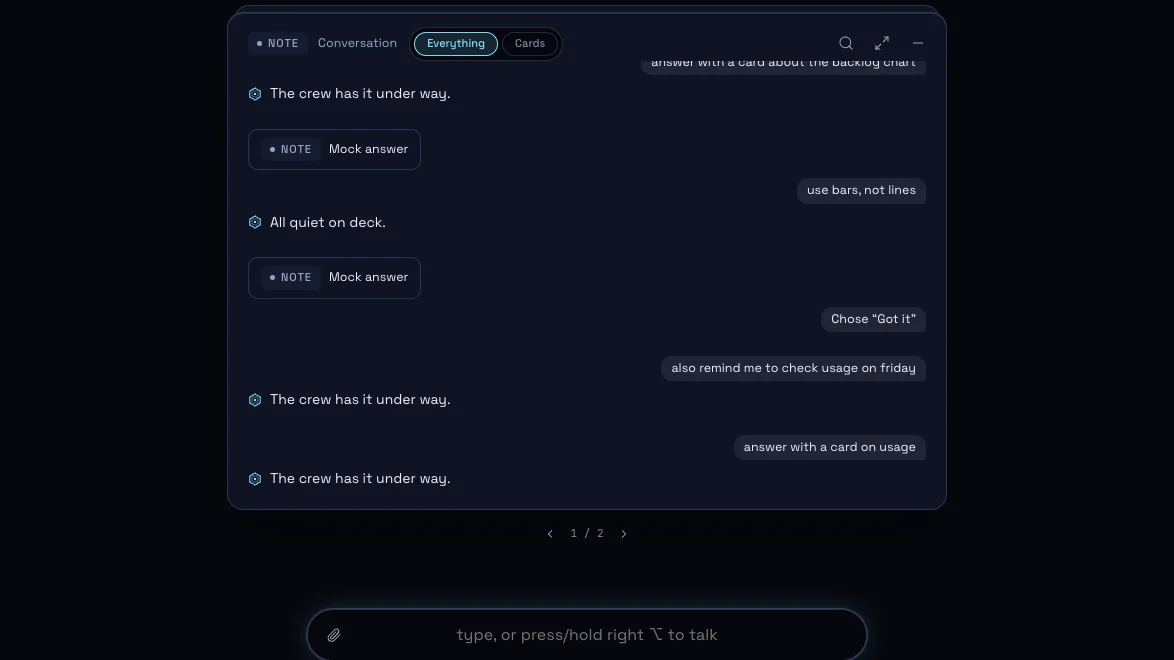 NOTE Conversation Everything Cards
answer with a card about the backlog chart
The crew has it under way.
NOTE Mock answer
use bars, not lines
All quiet on deck.
NOTE Mock answer
Chose “Got it”
also remind me to check usage on friday
The crew has it under way.
answer with a card on usage
The crew has it under way.
1 / 2
type, or press/hold right ⌥ to talk